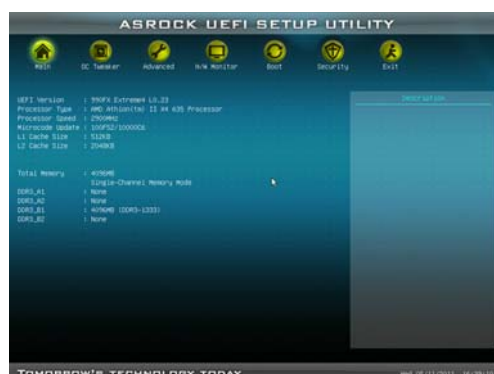 ASROCK UEFI SETUP UTILITY
Main
OC Tweaker
Advanced
H/W Monitor
Boot
Security
Exit
UEFI Version : 990FX Extreme4 L0.23
Processor Type : AMD Athlon(tm) II X4 635 Processor
Processor Speed : 2900MHz
Microcode Update : 100F52/10000C6
L1 Cache Size : 512KB
L2 Cache Size : 2048KB
Description
Total Memory : 4096MB
Single-Channel Memory Mode
DDR3_A1 : None
DDR3_A2 : None
DDR3_B1 : 4096MB (DDR3-1333)
DDR3_B2 : None
TOMORROW'S TECHNOLOGY TODAY